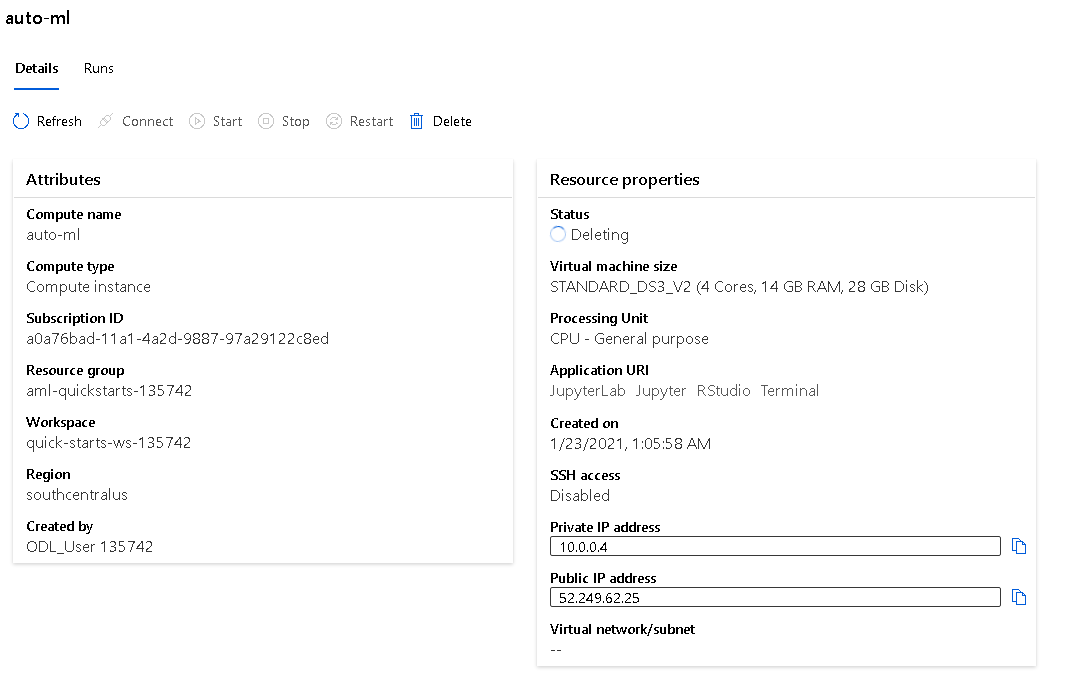 auto-ml
Details Runs
Refresh Connect Start Stop Restart Delete
Attributes
Compute name
auto-ml
Compute type
Compute instance
Subscription ID
a0a76bad-11a1-4a2d-9887-97a29122c8ed
Resource group
aml-quickstarts-135742
Workspace
quick-starts-ws-135742
Region
southcentralus
Created by
ODL_User 135742
Resource properties
Status
Deleting
Virtual machine size
STANDARD_DS3_V2 (4 Cores, 14 GB RAM, 28 GB Disk)
Processing Unit
CPU - General purpose
Application URI
JupyterLab Jupyter RStudio Terminal
Created on
1/23/2021, 1:05:58 AM
SSH access
Disabled
Private IP address
10.0.0.4
Public IP address
52.249.62.25
Virtual network/subnet
--